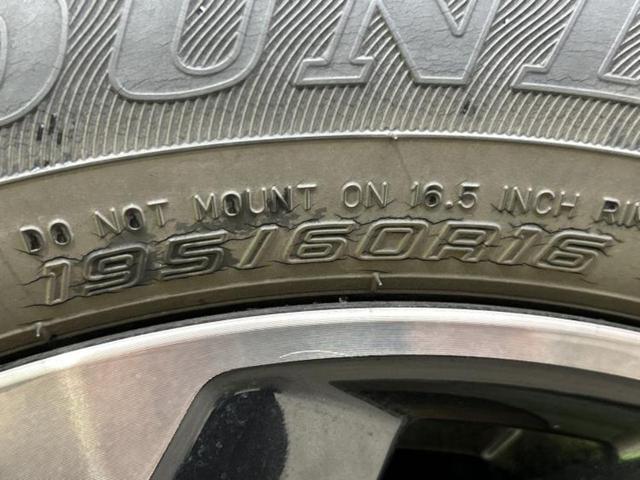 DO NOT MOUNT ON 16.5 INCH
195/60R16